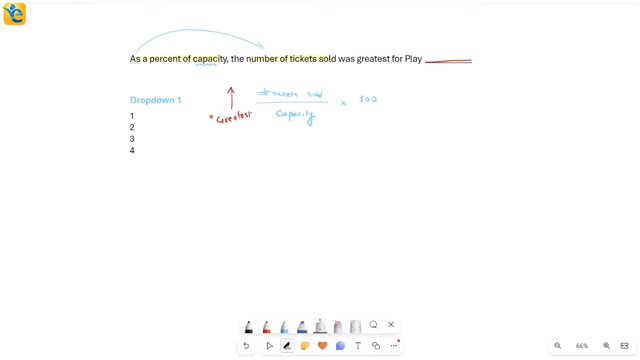 e
As a percent of capacity, the number of tickets sold was greatest for Play
# tickets sold
Capacity
× 100
* Greatest
Dropdown 1
1
2
3
4
66%